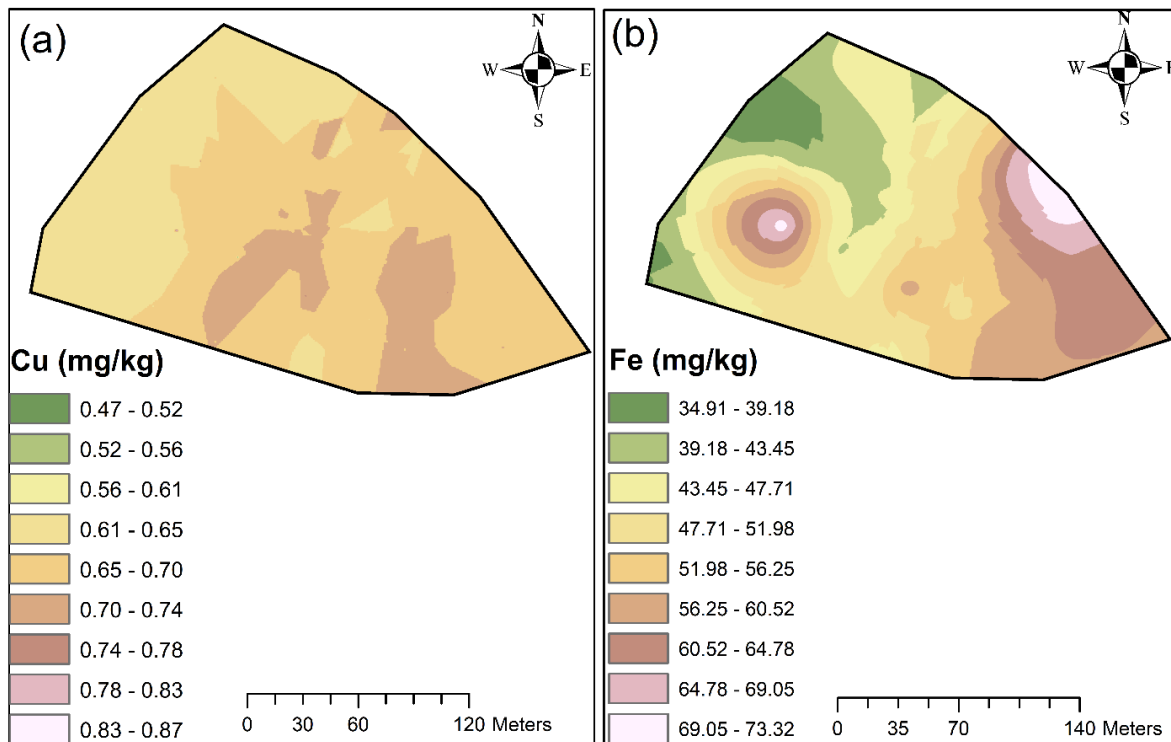 (a)
N
W E
S
Cu (mg/kg)
0.47 - 0.52
0.52 - 0.56
0.56 - 0.61
0.61 - 0.65
0.65 - 0.70
0.70 - 0.74
0.74 - 0.78
0.78 - 0.83
0.83 - 0.87
0 30 60 120 Meters
(b)
N
W E
S
Fe (mg/kg)
34.91 - 39.18
39.18 - 43.45
43.45 - 47.71
47.71 - 51.98
51.98 - 56.25
56.25 - 60.52
60.52 - 64.78
64.78 - 69.05
69.05 - 73.32
0 35 70 140 Meters